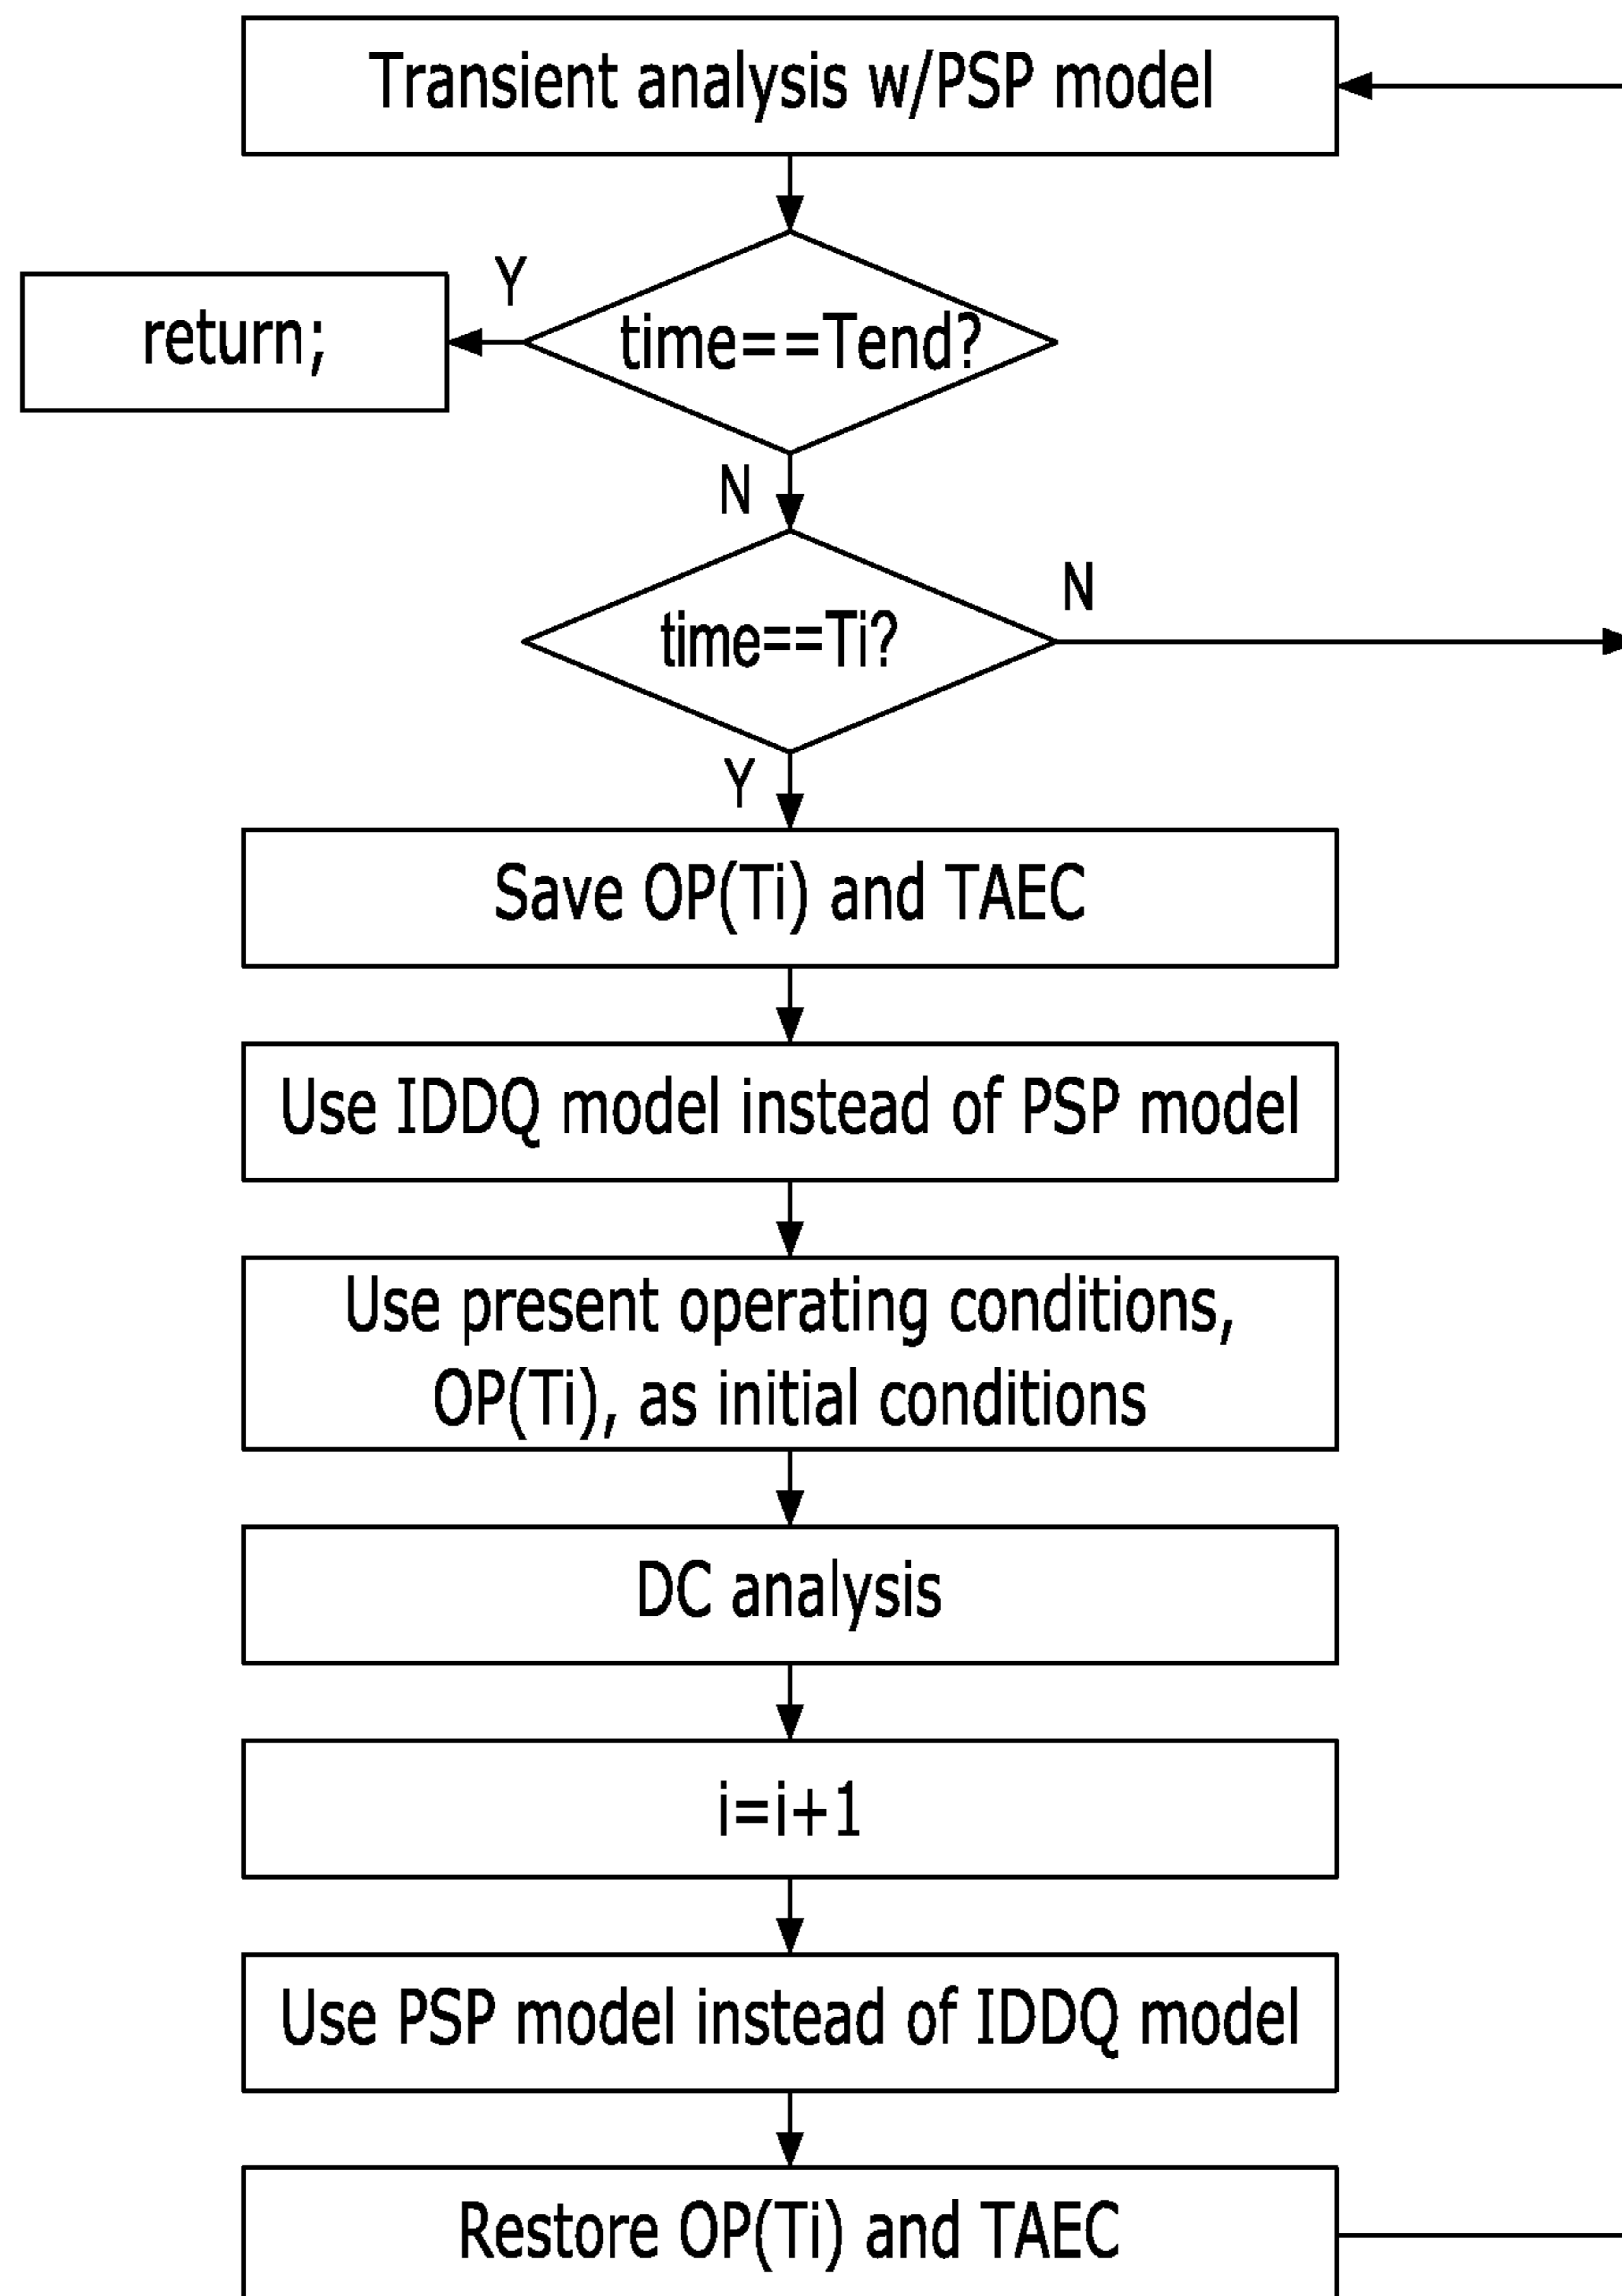 Transient analysis w/PSP model
Y
return;
time==Tend?
N
N
time==Ti?
Y
Save OP(Ti) and TAEC
Use IDDQ model instead of PSP model
Use present operating conditions,
OP(Ti), as initial conditions
DC analysis
i=i+1
Use PSP model instead of IDDQ model
Restore OP(Ti) and TAEC